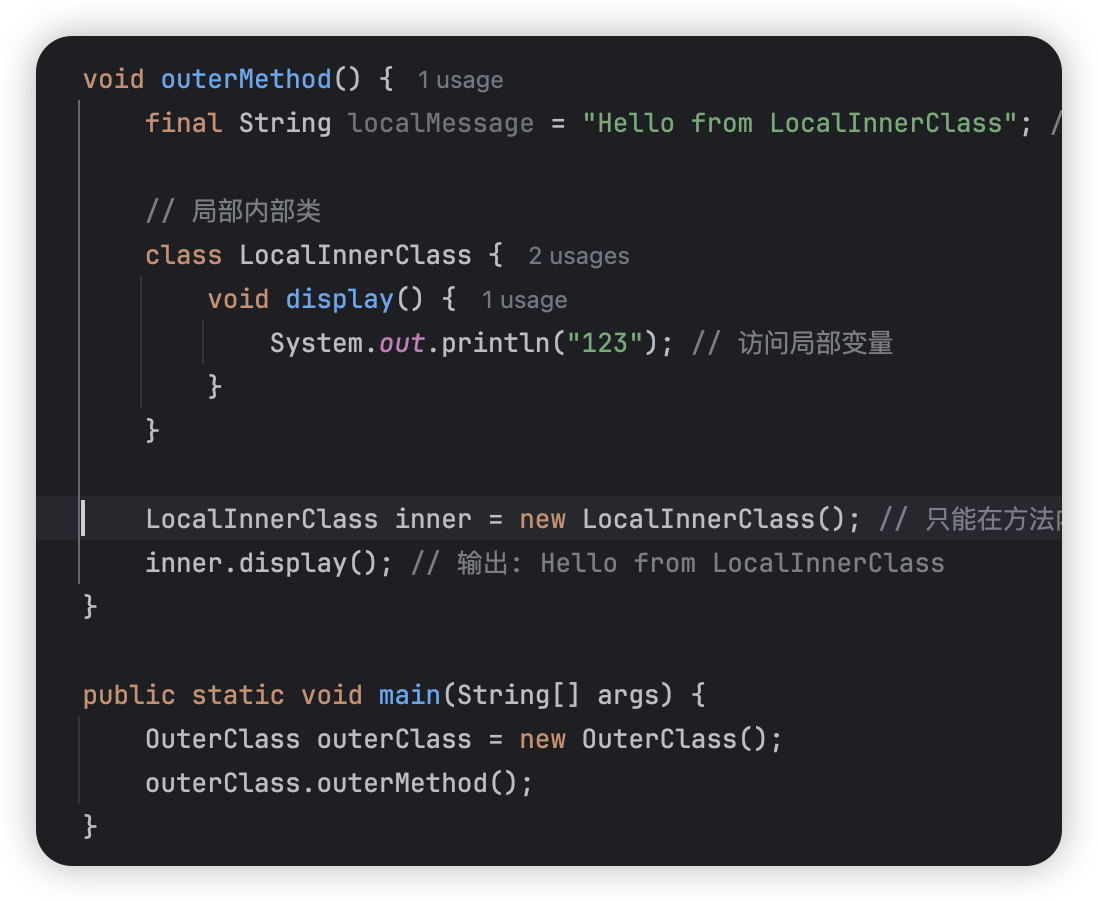 void outerMethod() { 1 usage
final String localMessage = "Hello from LocalInnerClass"; /
// 局部内部类
class LocalInnerClass { 2 usages
void display() { 1 usage
System.out.println("123"); // 访问局部变量
}
}
LocalInnerClass inner = new LocalInnerClass(); // 只能在方法
inner.display(); // 输出: Hello from LocalInnerClass
}
public static void main(String[] args) {
OuterClass outerClass = new OuterClass();
outerClass.outerMethod();
}